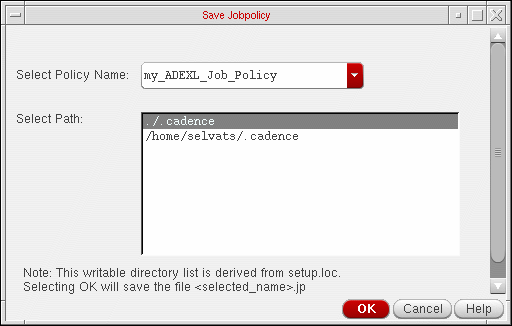 Save Jobpolicy
Select Policy Name: my_ADEXL_Job_Policy
Select Path: ./.cadence
/home/selvats/.cadence
Note: This writable directory list is derived from setup.loc.
Selecting OK will save the file <selected_name>.jp
OK Cancel Help